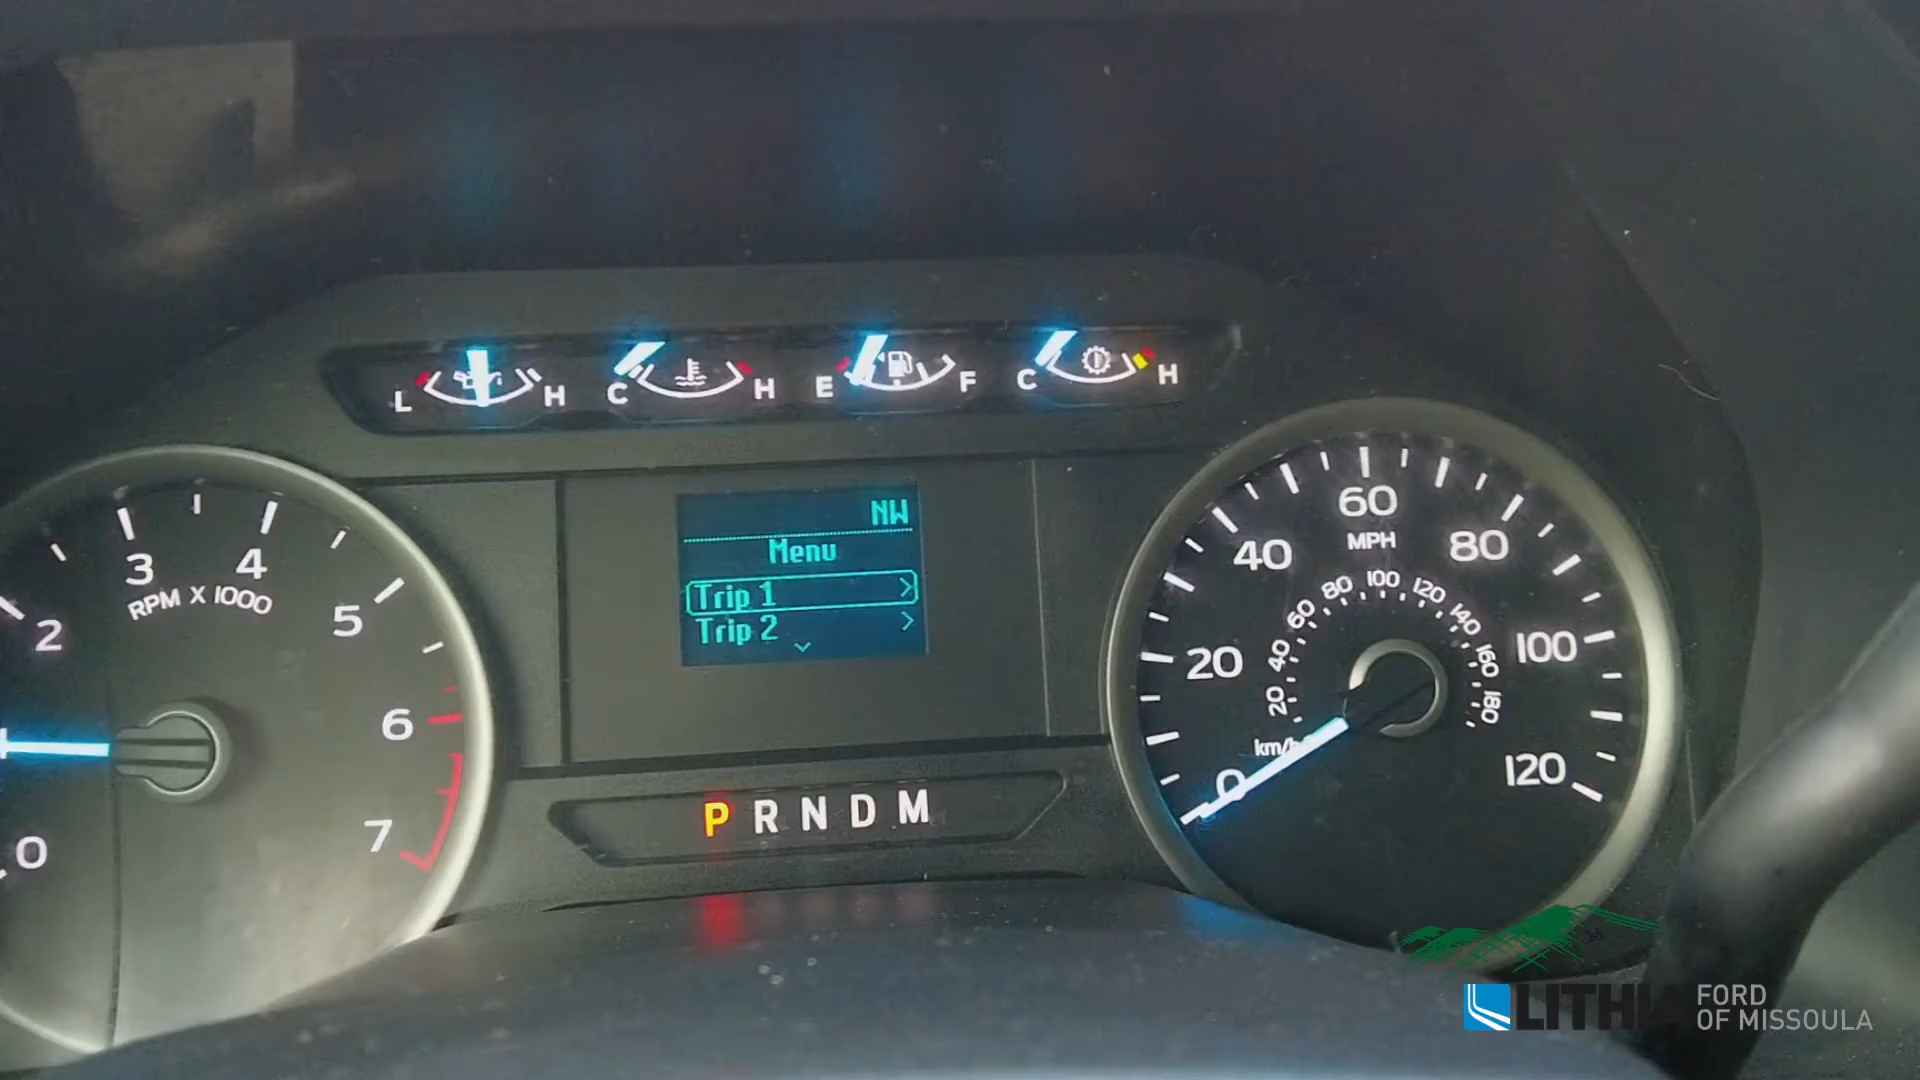 L H C H E F C H
NW
Menu
Trip 1 >
Trip 2 >
0 2 3 4 5 6 7
RPM X 1000
0 20 40 60 80 100 120
MPH
20 40 60 80 100 120 140 160 180
km/h
P R N D M
LITHIA
FORD
OF MISSOULA